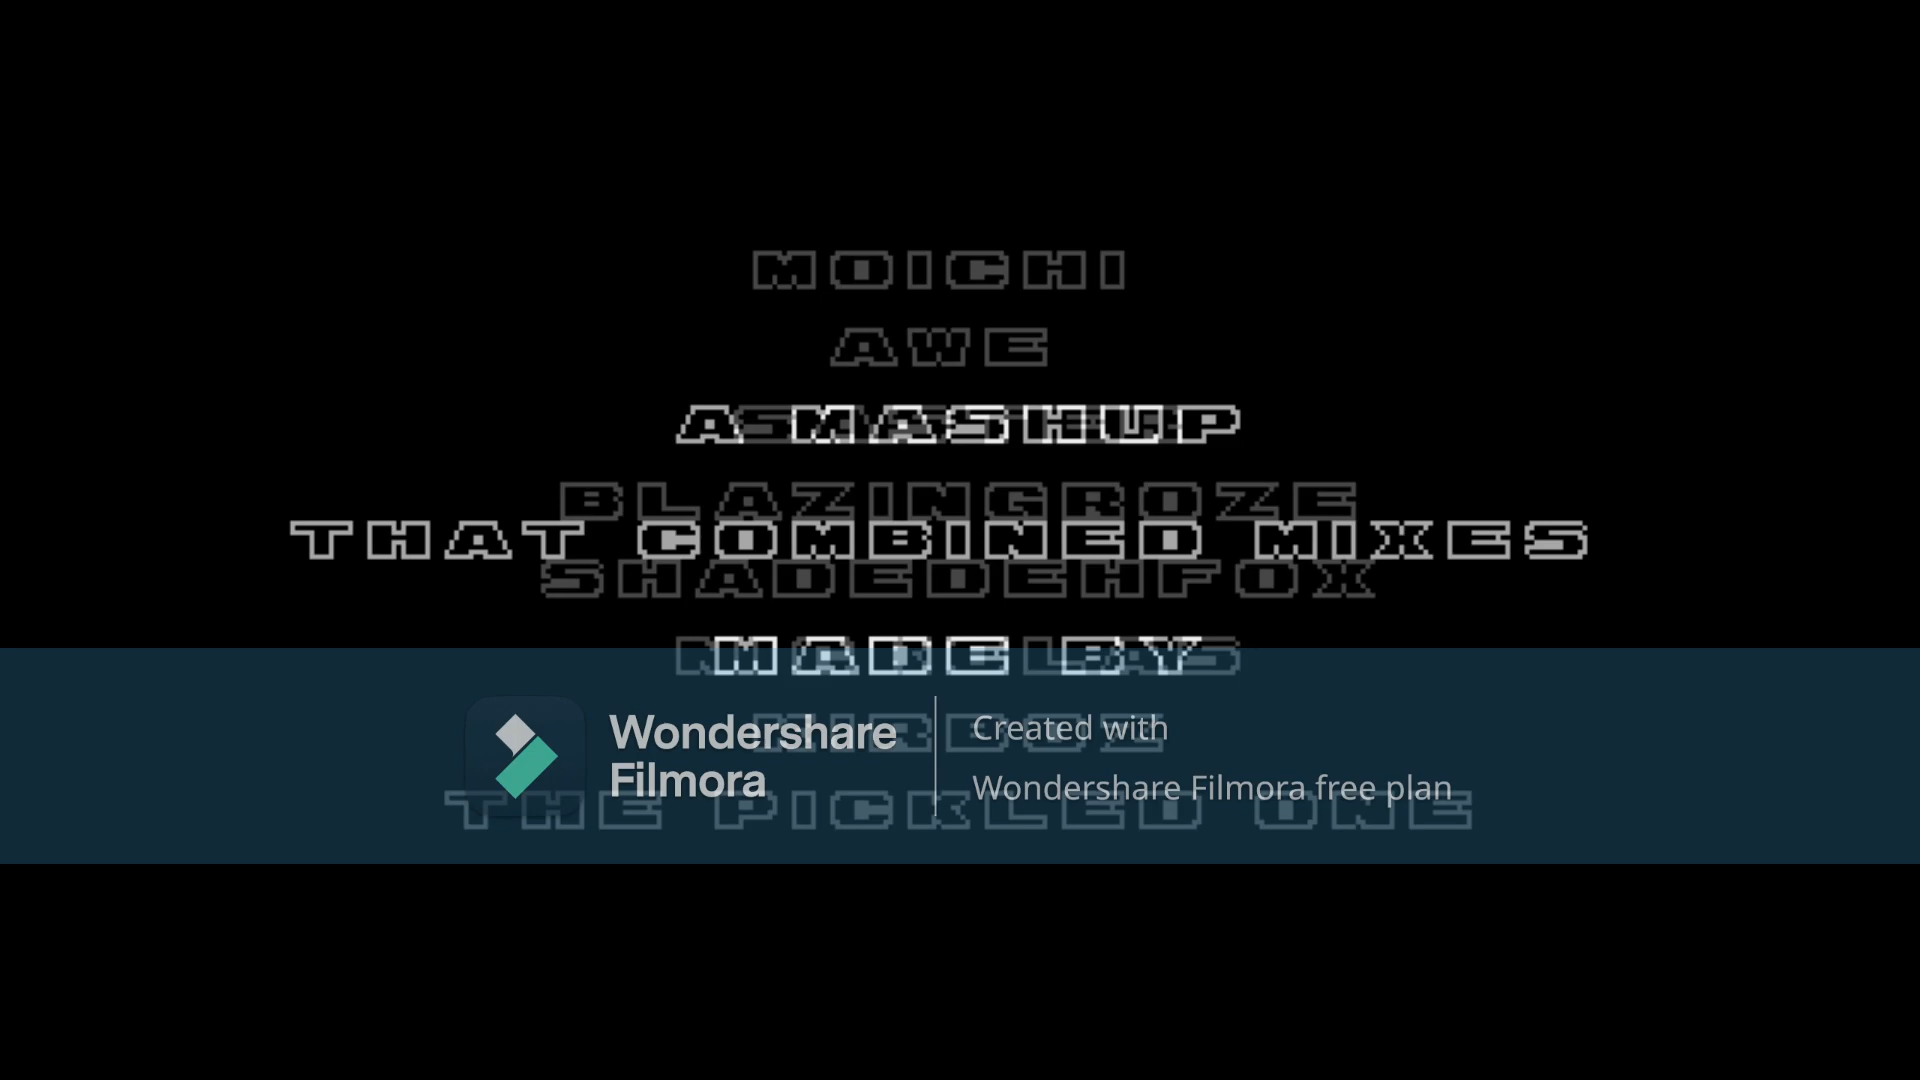 MOICHI
AWE
A MASHUP
BLAZINGROZE
THAT COMBINED MIXES
SHADEDEHFOX
MADE BY
Wondershare
Filmora
Created with
Wondershare Filmora free plan
THE PICKLED ONE